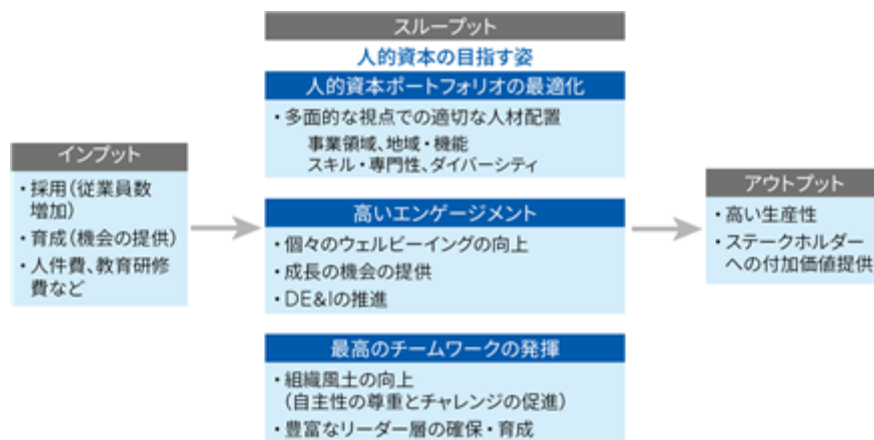 スループット
人的資本の目指す姿
人的資本ポートフォリオの最適化
・多面的な視点での適切な人材配置
事業領域、地域・機能
スキル・専門性、ダイバーシティ
インプット
・採用(従業員数
増加)
・育成(機会の提供)
・人件費、教育研修
費など
高いエンゲージメント
・個々のウェルビーイングの向上
・成長の機会の提供
・DE&Iの推進
最高のチームワークの発揮
・組織風土の向上
(自主性の尊重とチャレンジの促進)
・豊富なリーダー層の確保・育成
アウトプット
・高い生産性
・ステークホルダー
への付加価値提供